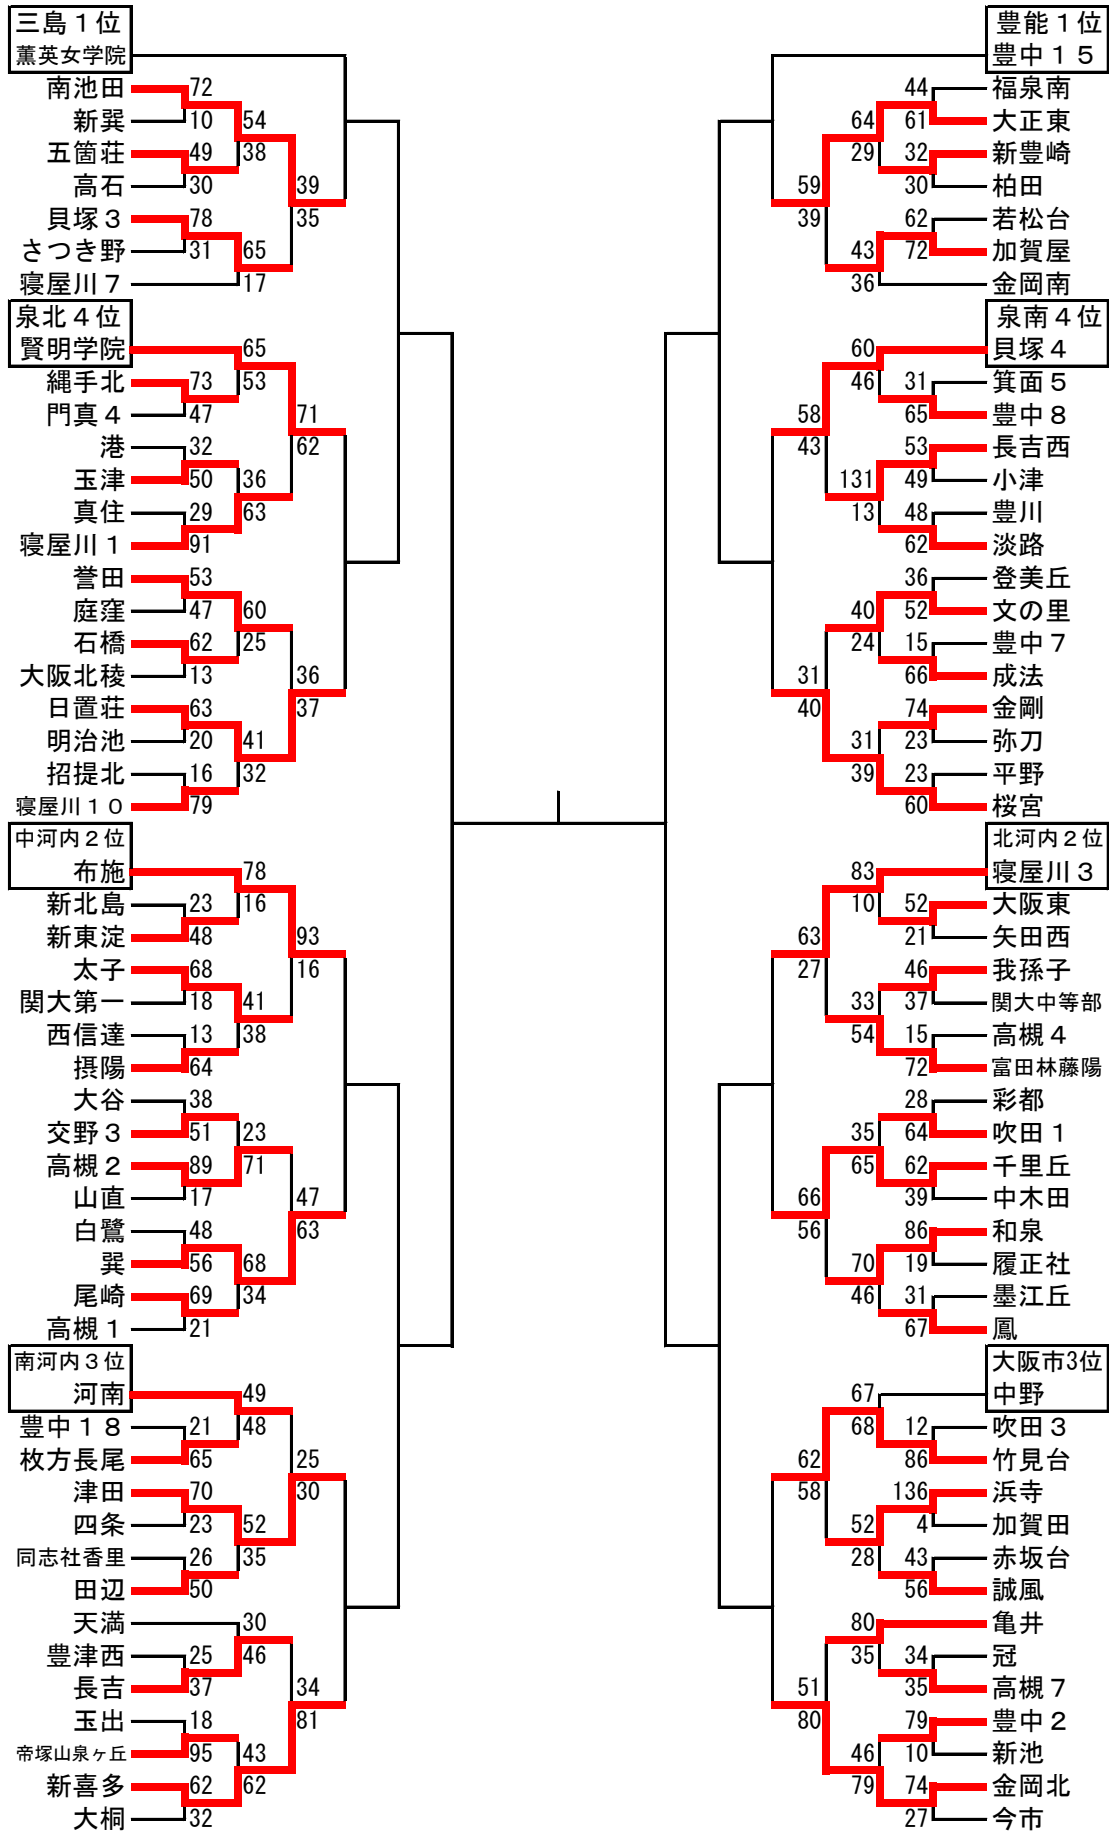 三島１位
薫英女学院
南池田 72
新巽 10 54
五箇荘 49 38
高石 30 39
貝塚３ 78 35
さつき野 31 65
寝屋川７ 17
泉北４位
賢明学院 65
縄手北 73 53
門真４ 47 71
港 32 62
玉津 50 36
真住 29 63
寝屋川１ 91
誉田 53
庭窪 47 60
石橋 62 25
大阪北稜 13 36
日置荘 63 37
明治池 20 41
招提北 16 32
寝屋川１０ 79
中河内２位
布施 78
新北島 23 16
新東淀 48 93
太子 68 16
関大第一 18 41
西信達 13 38
摂陽 64
大谷 38
交野３ 51 23
高槻２ 89 71
山直 17 47
白鷺 48 63
巽 56 68
尾崎 69 34
高槻１ 21
南河内３位
河南 49
豊中１８ 21 48
枚方長尾 65 25
津田 70 30
四条 23 52
同志社香里 26 35
田辺 50
天満 30
豊津西 25 46
長吉 37 34
玉出 18 81
帝塚山泉ヶ丘 95 43
新喜多 62 62
大桐 32
豊能１位
豊中１５
44 福泉南
64 61 大正東
29 32 新豊崎
59 30 柏田
39 62 若松台
43 72 加賀屋
36 金岡南
泉南４位
60 貝塚４
46 31 箕面５
58 65 豊中８
43 53 長吉西
131 49 小津
13 48 豊川
62 淡路
36 登美丘
40 52 文の里
24 15 豊中７
31 66 成法
40 74 金剛
31 23 弥刀
39 23 平野
60 桜宮
北河内２位
83 寝屋川３
10 52 大阪東
63 21 矢田西
27 46 我孫子
33 37 関大中等部
54 15 高槻４
72 富田林藤陽
28 彩都
35 64 吹田１
65 62 千里丘
66 39 中木田
56 86 和泉
70 19 履正社
46 31 墨江丘
67 鳳
大阪市3位
67 中野
68 12 吹田３
62 86 竹見台
58 136 浜寺
52 4 加賀田
28 43 赤坂台
56 誠風
80 亀井
35 34 冠
51 35 高槻７
80 79 豊中２
46 10 新池
79 74 金岡北
27 今市